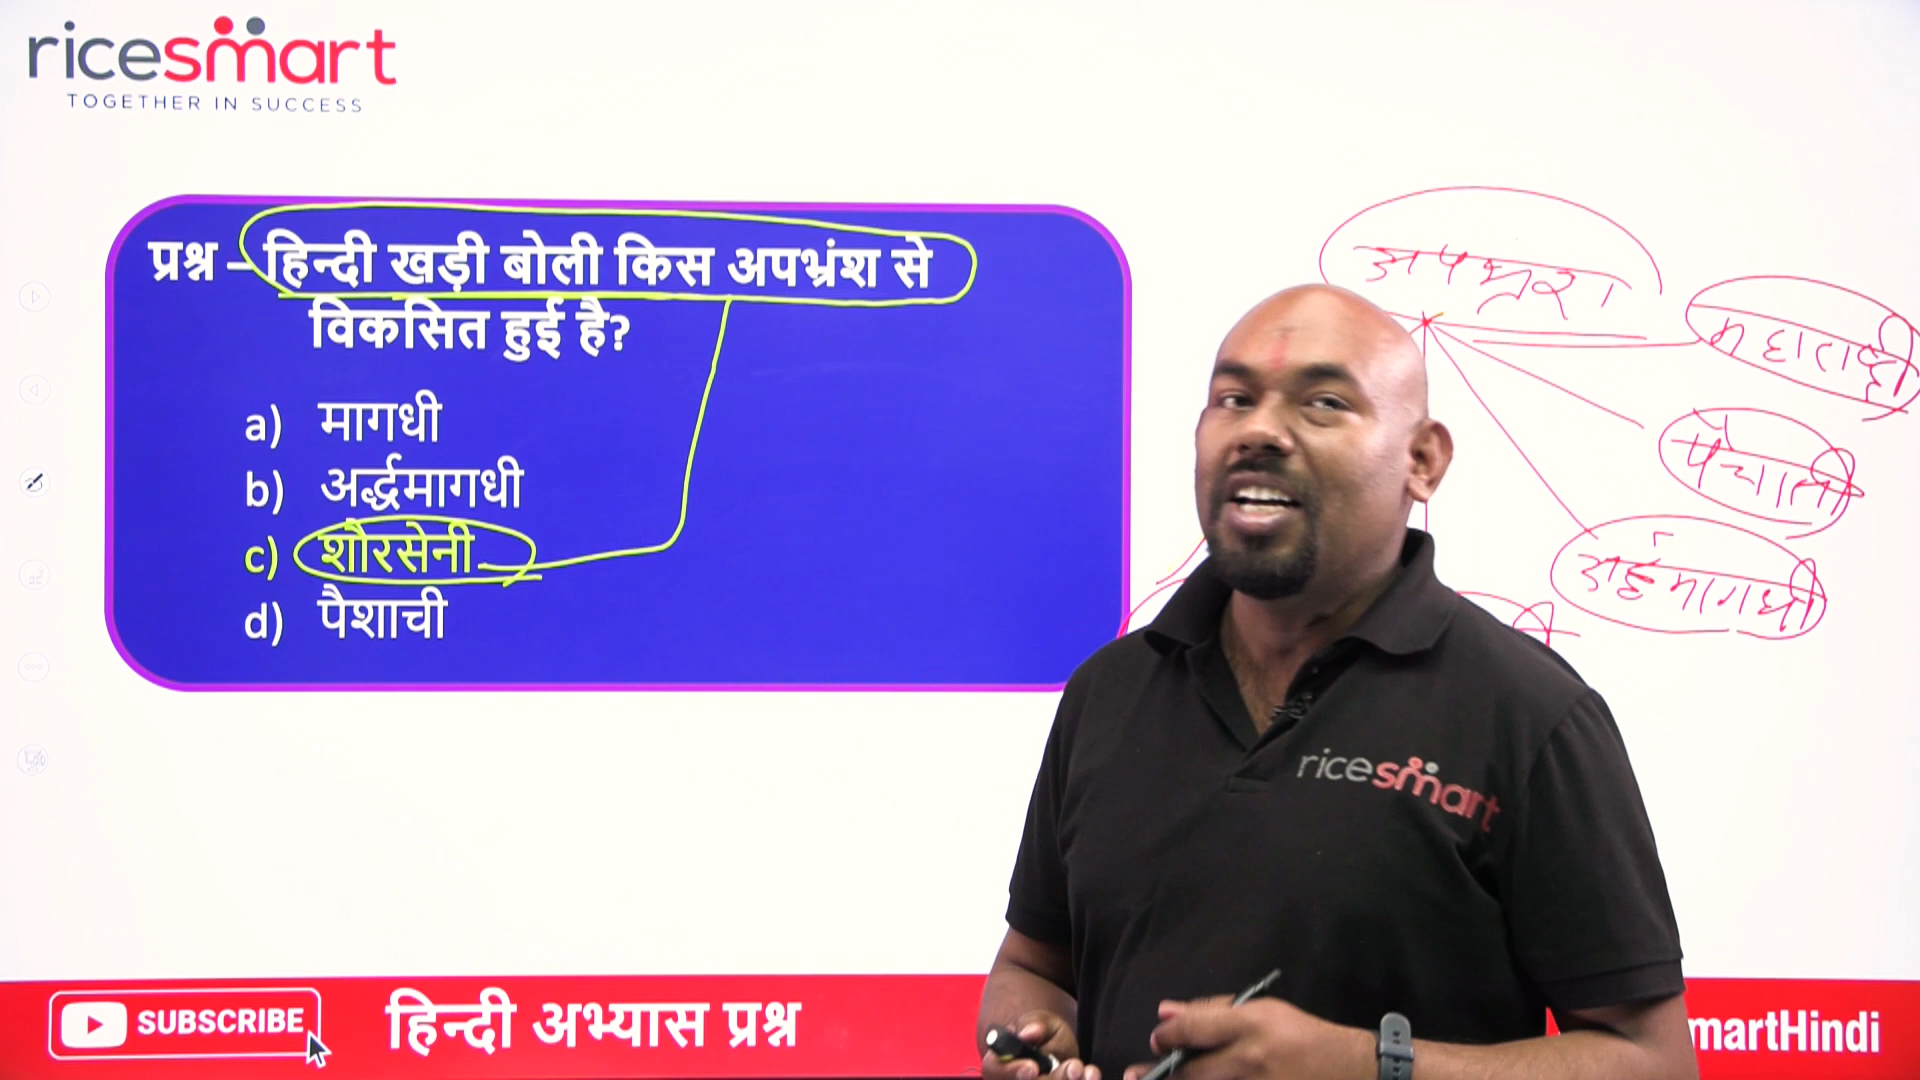 ricesmart
TOGETHER IN SUCCESS
प्रश्न – हिन्दी खड़ी बोली किस अपभ्रंश से
विकसित हुई है?
a) मागधी
b) अर्द्धमागधी
c) शौरसेनी
d) पैशाची
अपभ्रंश
महाराष्ट्री
अर्द्धमागधी
ricesmart
SUBSCRIBE
हिन्दी अभ्यास प्रश्न
martHindi